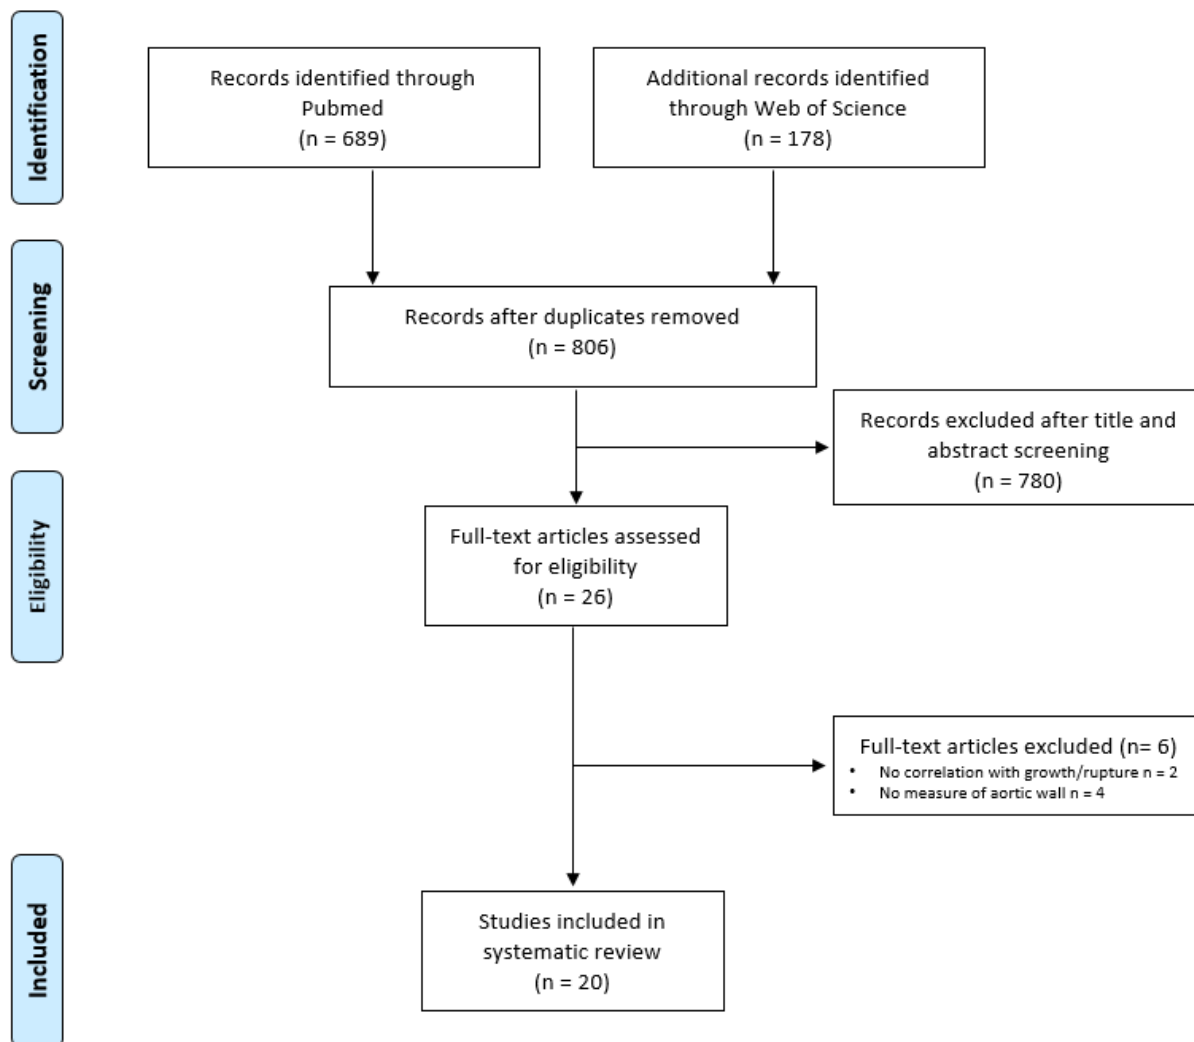 Identification
Records identified through
Pubmed
(n = 689)
Additional records identified
through Web of Science
(n = 178)
Screening
Records after duplicates removed
(n = 806)
Records excluded after title and
abstract screening
(n = 780)
Eligibility
Full-text articles assessed
for eligibility
(n = 26)
Full-text articles excluded (n= 6)
• No correlation with growth/rupture n = 2
• No measure of aortic wall n = 4
Included
Studies included in
systematic review
(n = 20)